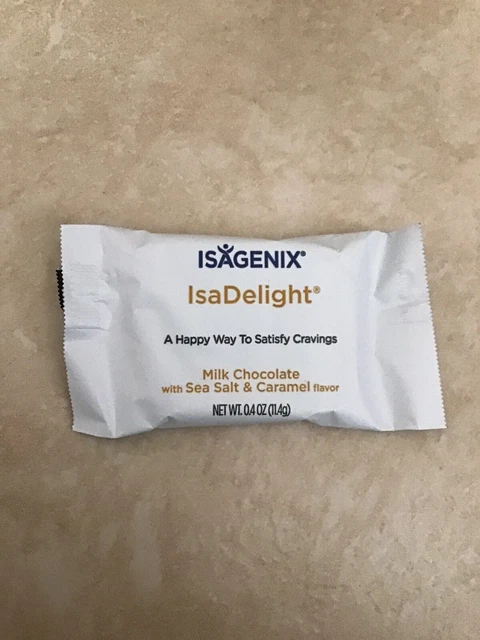 ISAGENIX®
IsaDelight®
A Happy Way To Satisfy Cravings
Milk Chocolate
with Sea Salt & Caramel flavor
NET WT. 0.4 OZ (11.4g)